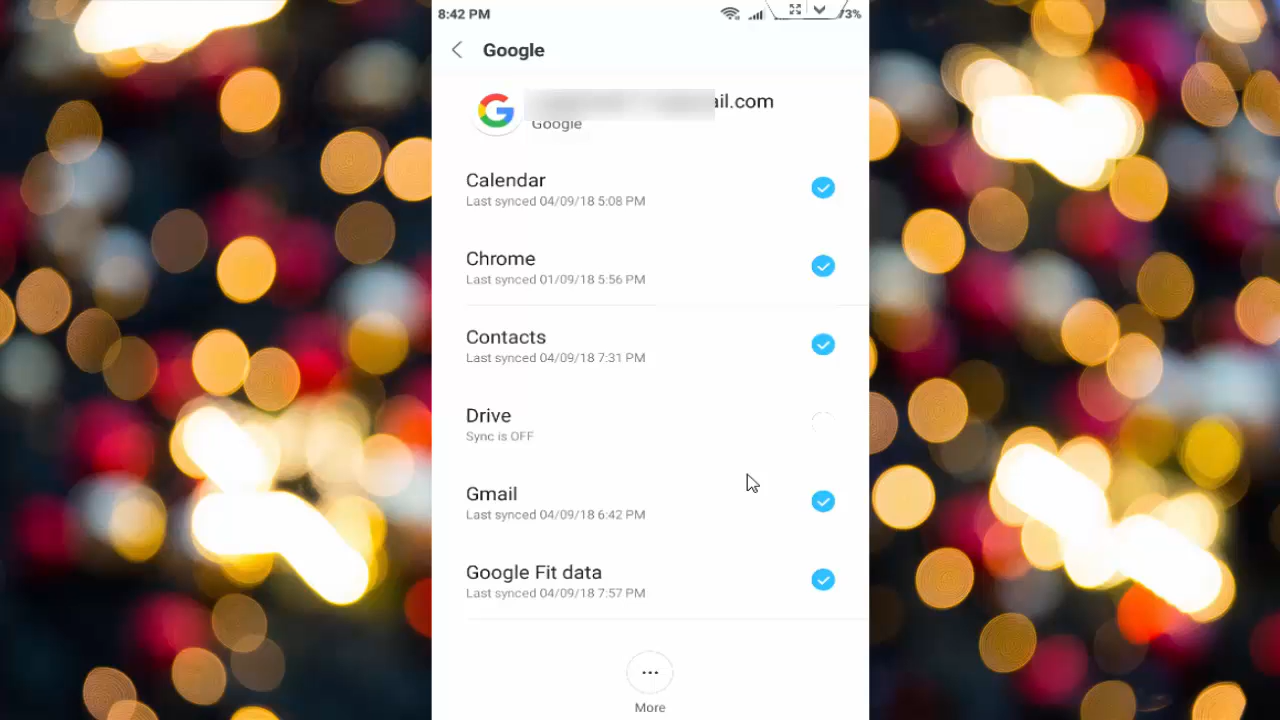 8:42 PM 73%
Google
ail.com
Google
Calendar
Last synced 04/09/18 5:08 PM
Chrome
Last synced 01/09/18 5:56 PM
Contacts
Last synced 04/09/18 7:31 PM
Drive
Sync is OFF
Gmail
Last synced 04/09/18 6:42 PM
Google Fit data
Last synced 04/09/18 7:57 PM
More